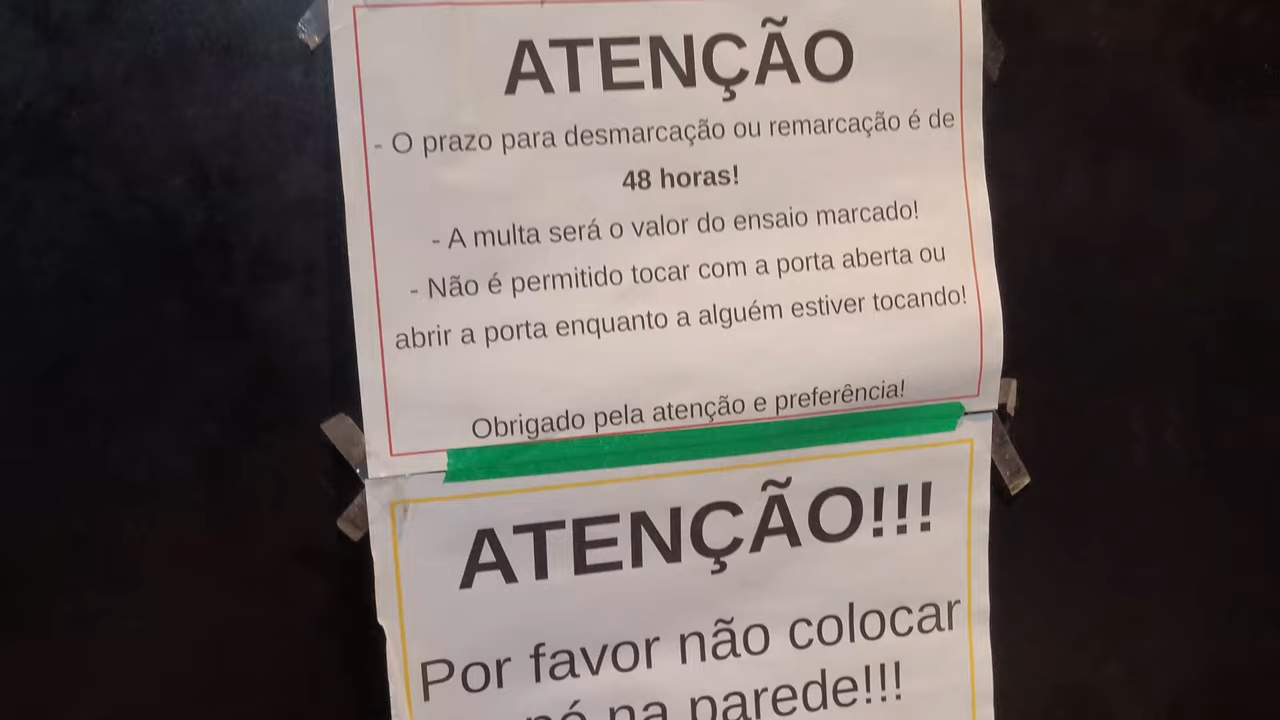 ATENÇÃO
- O prazo para desmarcação ou remarcação é de
48 horas!
- A multa será o valor do ensaio marcado!
- Não é permitido tocar com a porta aberta ou
abrir a porta enquanto a alguém estiver tocando!
Obrigado pela atenção e preferência!
ATENÇÃO!!!
Por favor não colocar
pé na parede!!!